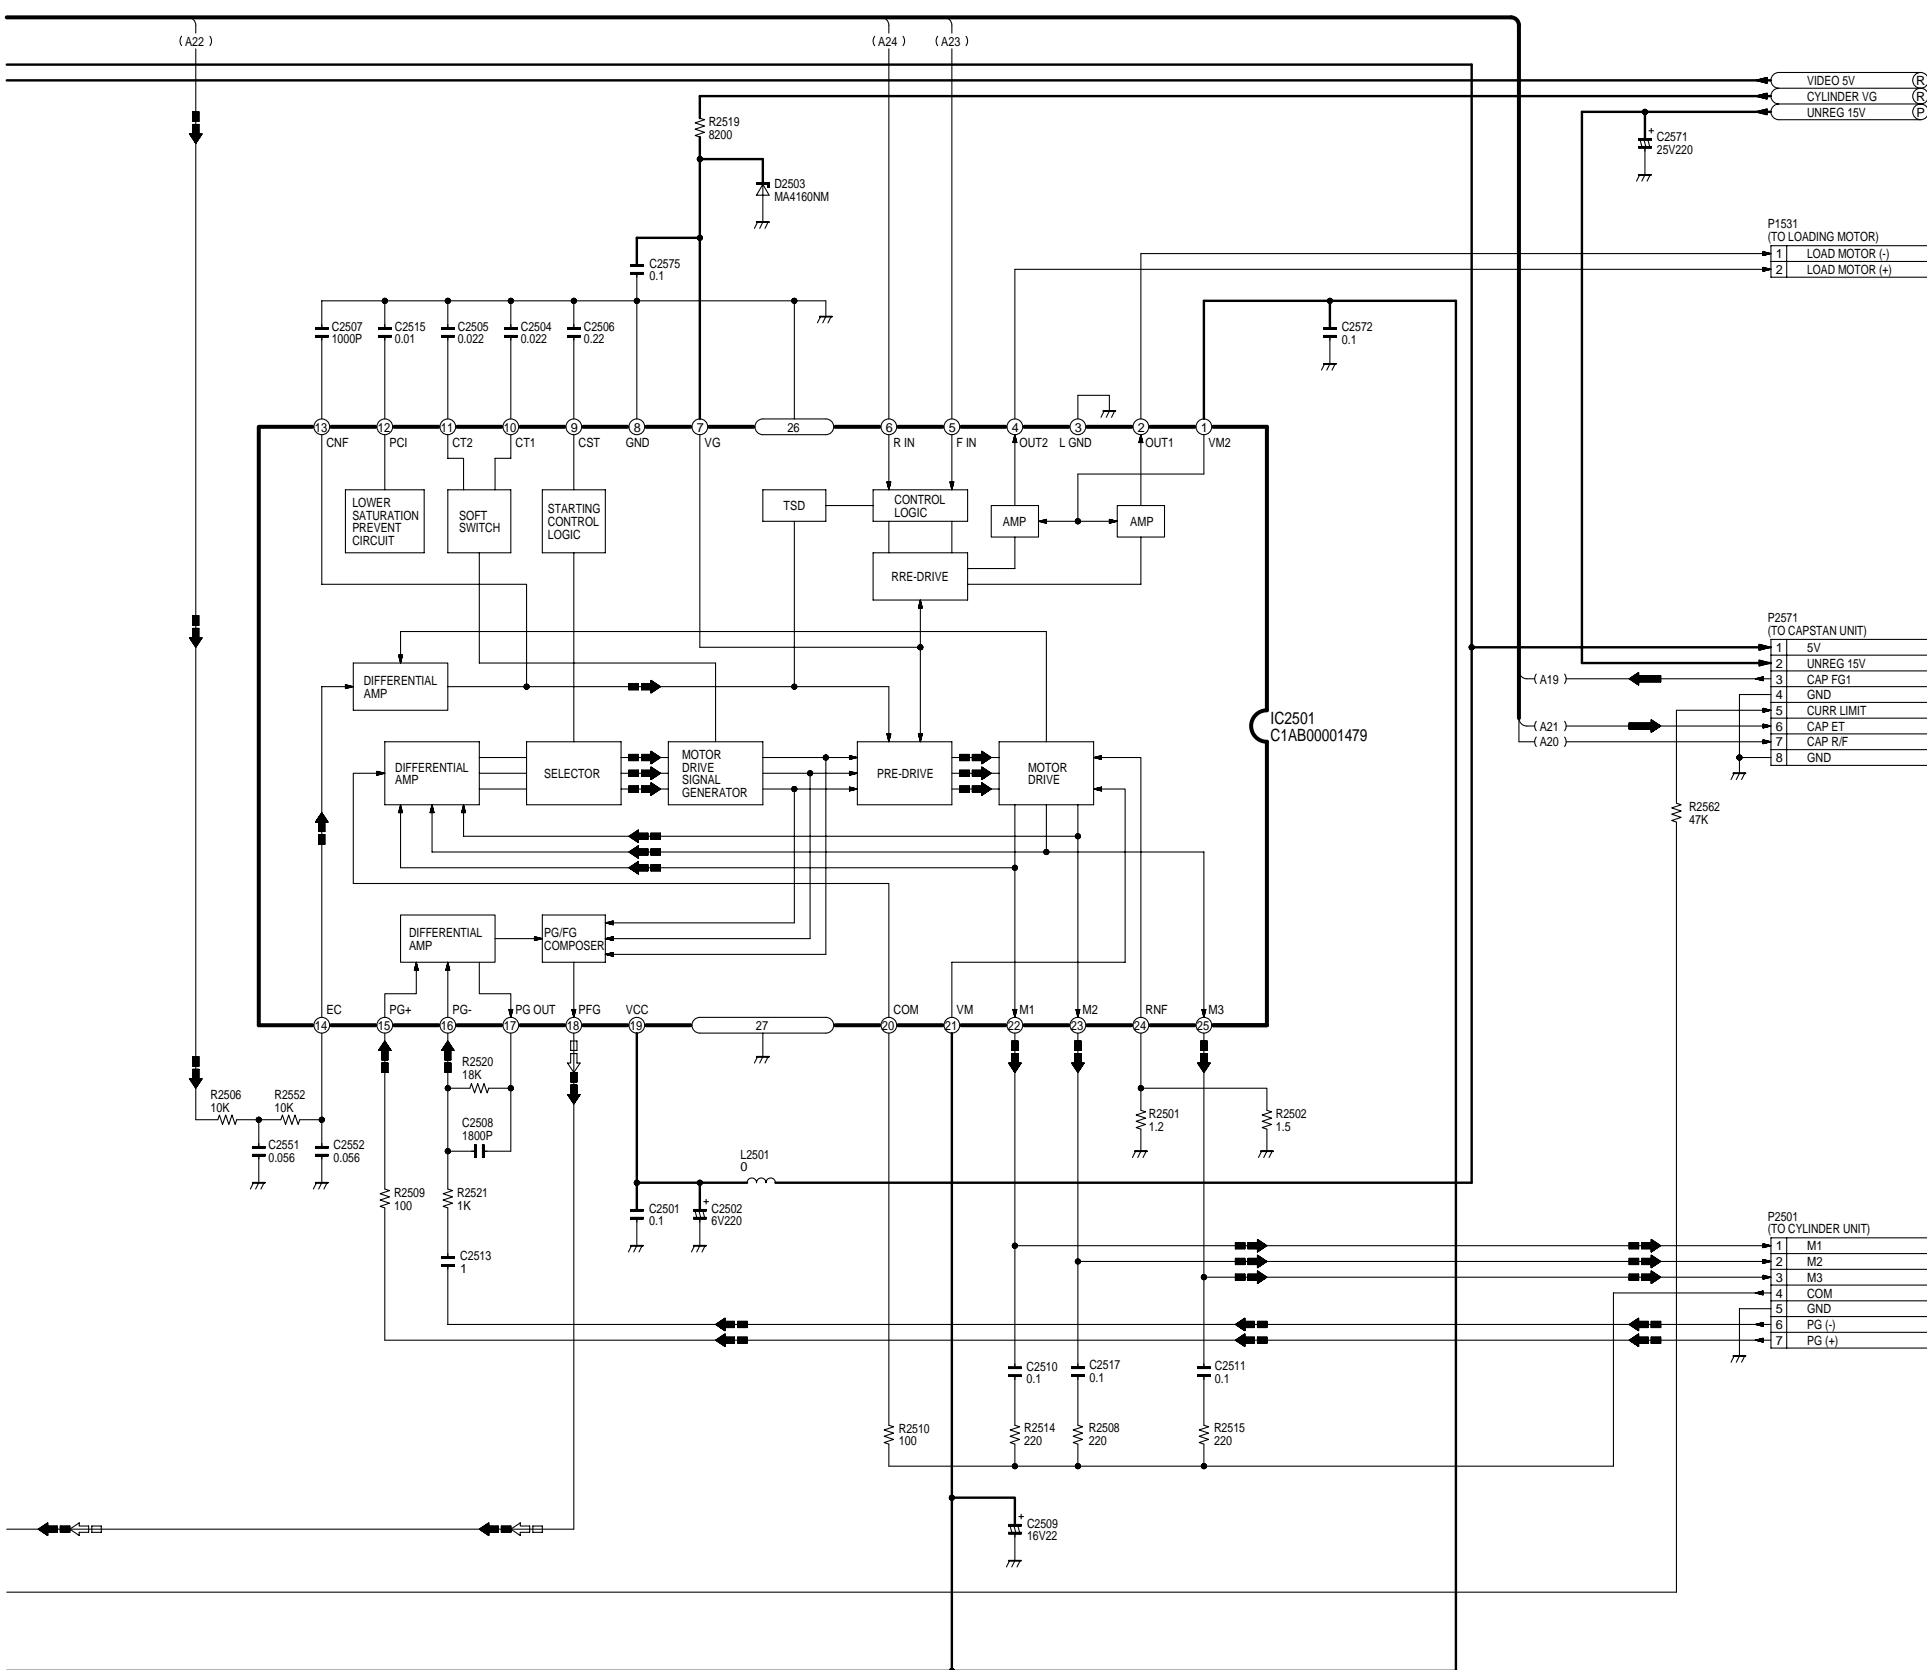 (A22)
(A24)
(A23)
VIDEO 5V R
CYLINDER VG R
UNREG 15V P
R2519
8200
+
C2571
25V220
D2503
MA4160NM
P1531
(TO LOADING MOTOR)
1 LOAD MOTOR (-)
2 LOAD MOTOR (+)
C2575
0.1
C2507
1000P
C2515
0.01
C2505
0.022
C2504
0.022
C2506
0.22
C2572
0.1
13 12 11 10 9 8 7 26 6 5 4 3 2 1
CNF PCI CT2 CT1 CST GND VG R IN F IN OUT2 L GND OUT1 VM2
LOWER
SATURATION
PREVENT
CIRCUIT
SOFT
SWITCH
STARTING
CONTROL
LOGIC
TSD
CONTROL
LOGIC
AMP
AMP
RRE-DRIVE
P2571
(TO CAPSTAN UNIT)
1 5V
2 UNREG 15V
3 CAP FG1
4 GND
5 CURR LIMIT
6 CAP ET
7 CAP R/F
8 GND
(A19)
(A21)
(A20)
DIFFERENTIAL
AMP
IC2501
C1AB00001479
DIFFERENTIAL
AMP
SELECTOR
MOTOR
DRIVE
SIGNAL
GENERATOR
PRE-DRIVE
MOTOR
DRIVE
R2562
47K
DIFFERENTIAL
AMP
PG/FG
COMPOSER
EC PG+ PG- PG OUT PFG VCC COM VM M1 M2 RNF M3
14 15 16 17 18 19 27 20 21 22 23 24 25
R2520
18K
R2506
10K
R2552
10K
C2508
1800P
R2501
1.2
R2502
1.5
C2551
0.056
C2552
0.056
L2501
0
R2509
100
R2521
1K
C2501
0.1
+
C2502
6V220
C2513
1
P2501
(TO CYLINDER UNIT)
1 M1
2 M2
3 M3
4 COM
5 GND
6 PG (-)
7 PG (+)
C2510
0.1
C2517
0.1
C2511
0.1
R2510
100
R2514
220
R2508
220
R2515
220
+
C2509
16V22